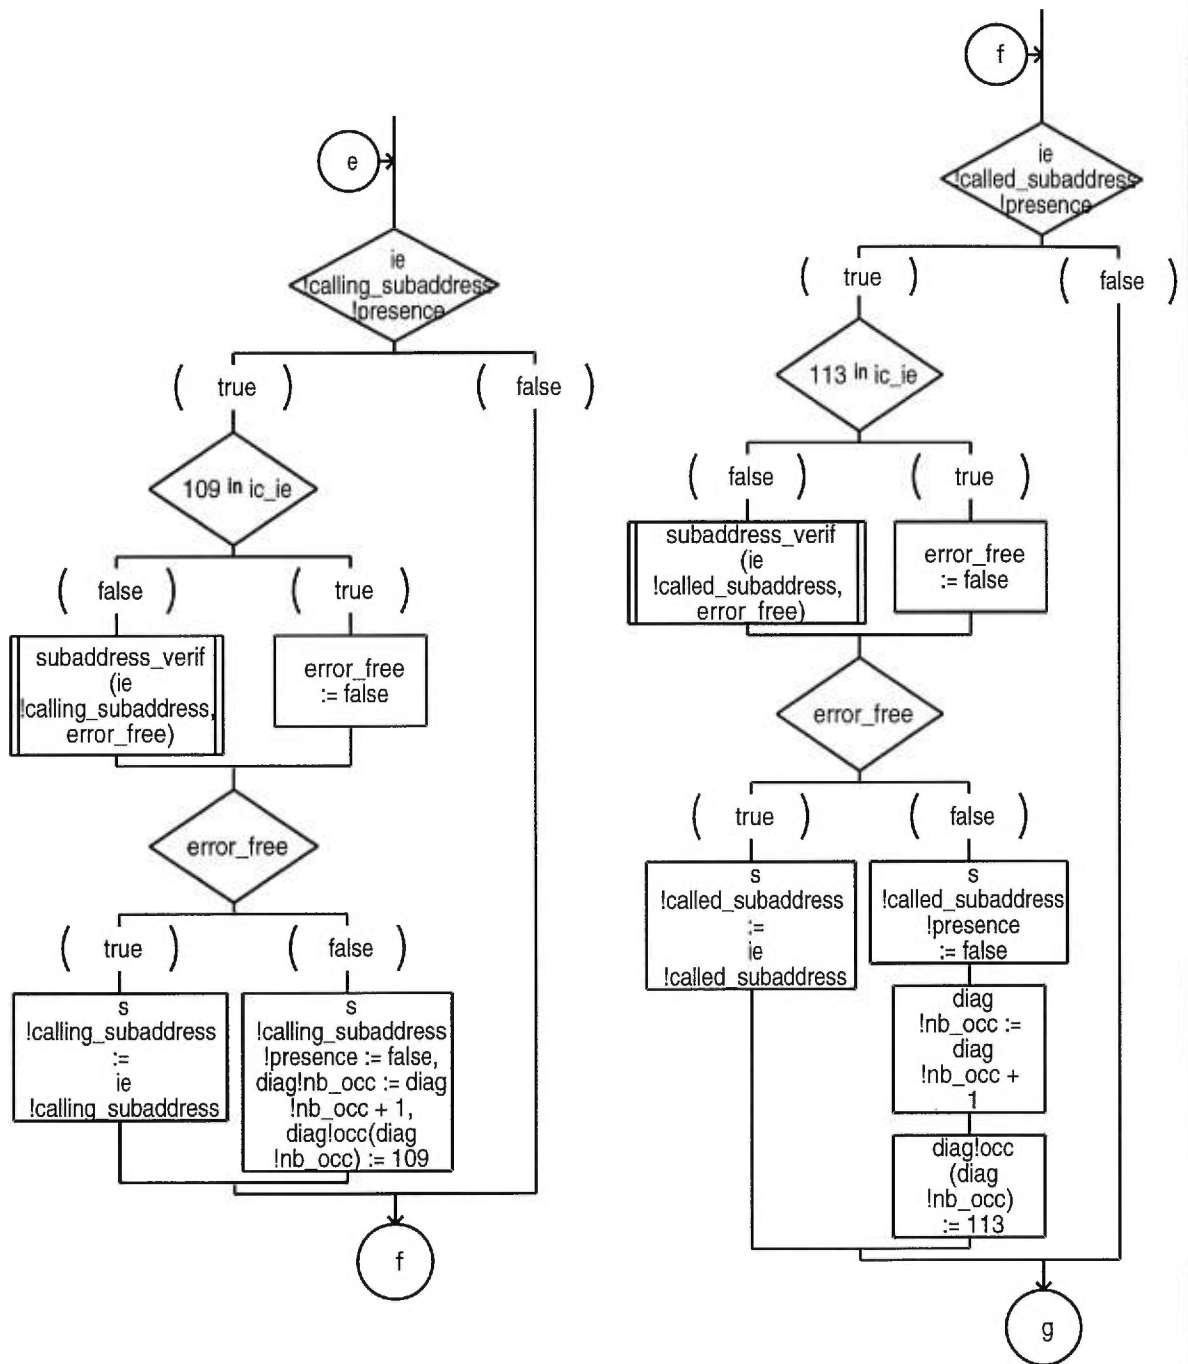 e
ie
!calling_subaddress
!presence
( true )
( false )
109 in ic_ie
( false )
( true )
subaddress_verif
(ie
!calling_subaddress,
error_free)
error_free
:= false
error_free
( true )
( false )
s
!calling_subaddress
:=
ie
!calling_subaddress
s
!calling_subaddress
!presence := false,
diag!nb_occ := diag
!nb_occ + 1,
diag!occ(diag
!nb_occ) := 109
f
f
ie
!called_subaddress
!presence
( true )
( false )
113 in ic_ie
( false )
( true )
subaddress_verif
(ie
!called_subaddress,
error_free)
error_free
:= false
error_free
( true )
( false )
s
!called_subaddress
:=
ie
!called_subaddress
s
!called_subaddress
!presence
:= false
diag
!nb_occ :=
diag
!nb_occ +
1
diag!occ
(diag
!nb_occ)
:= 113
g